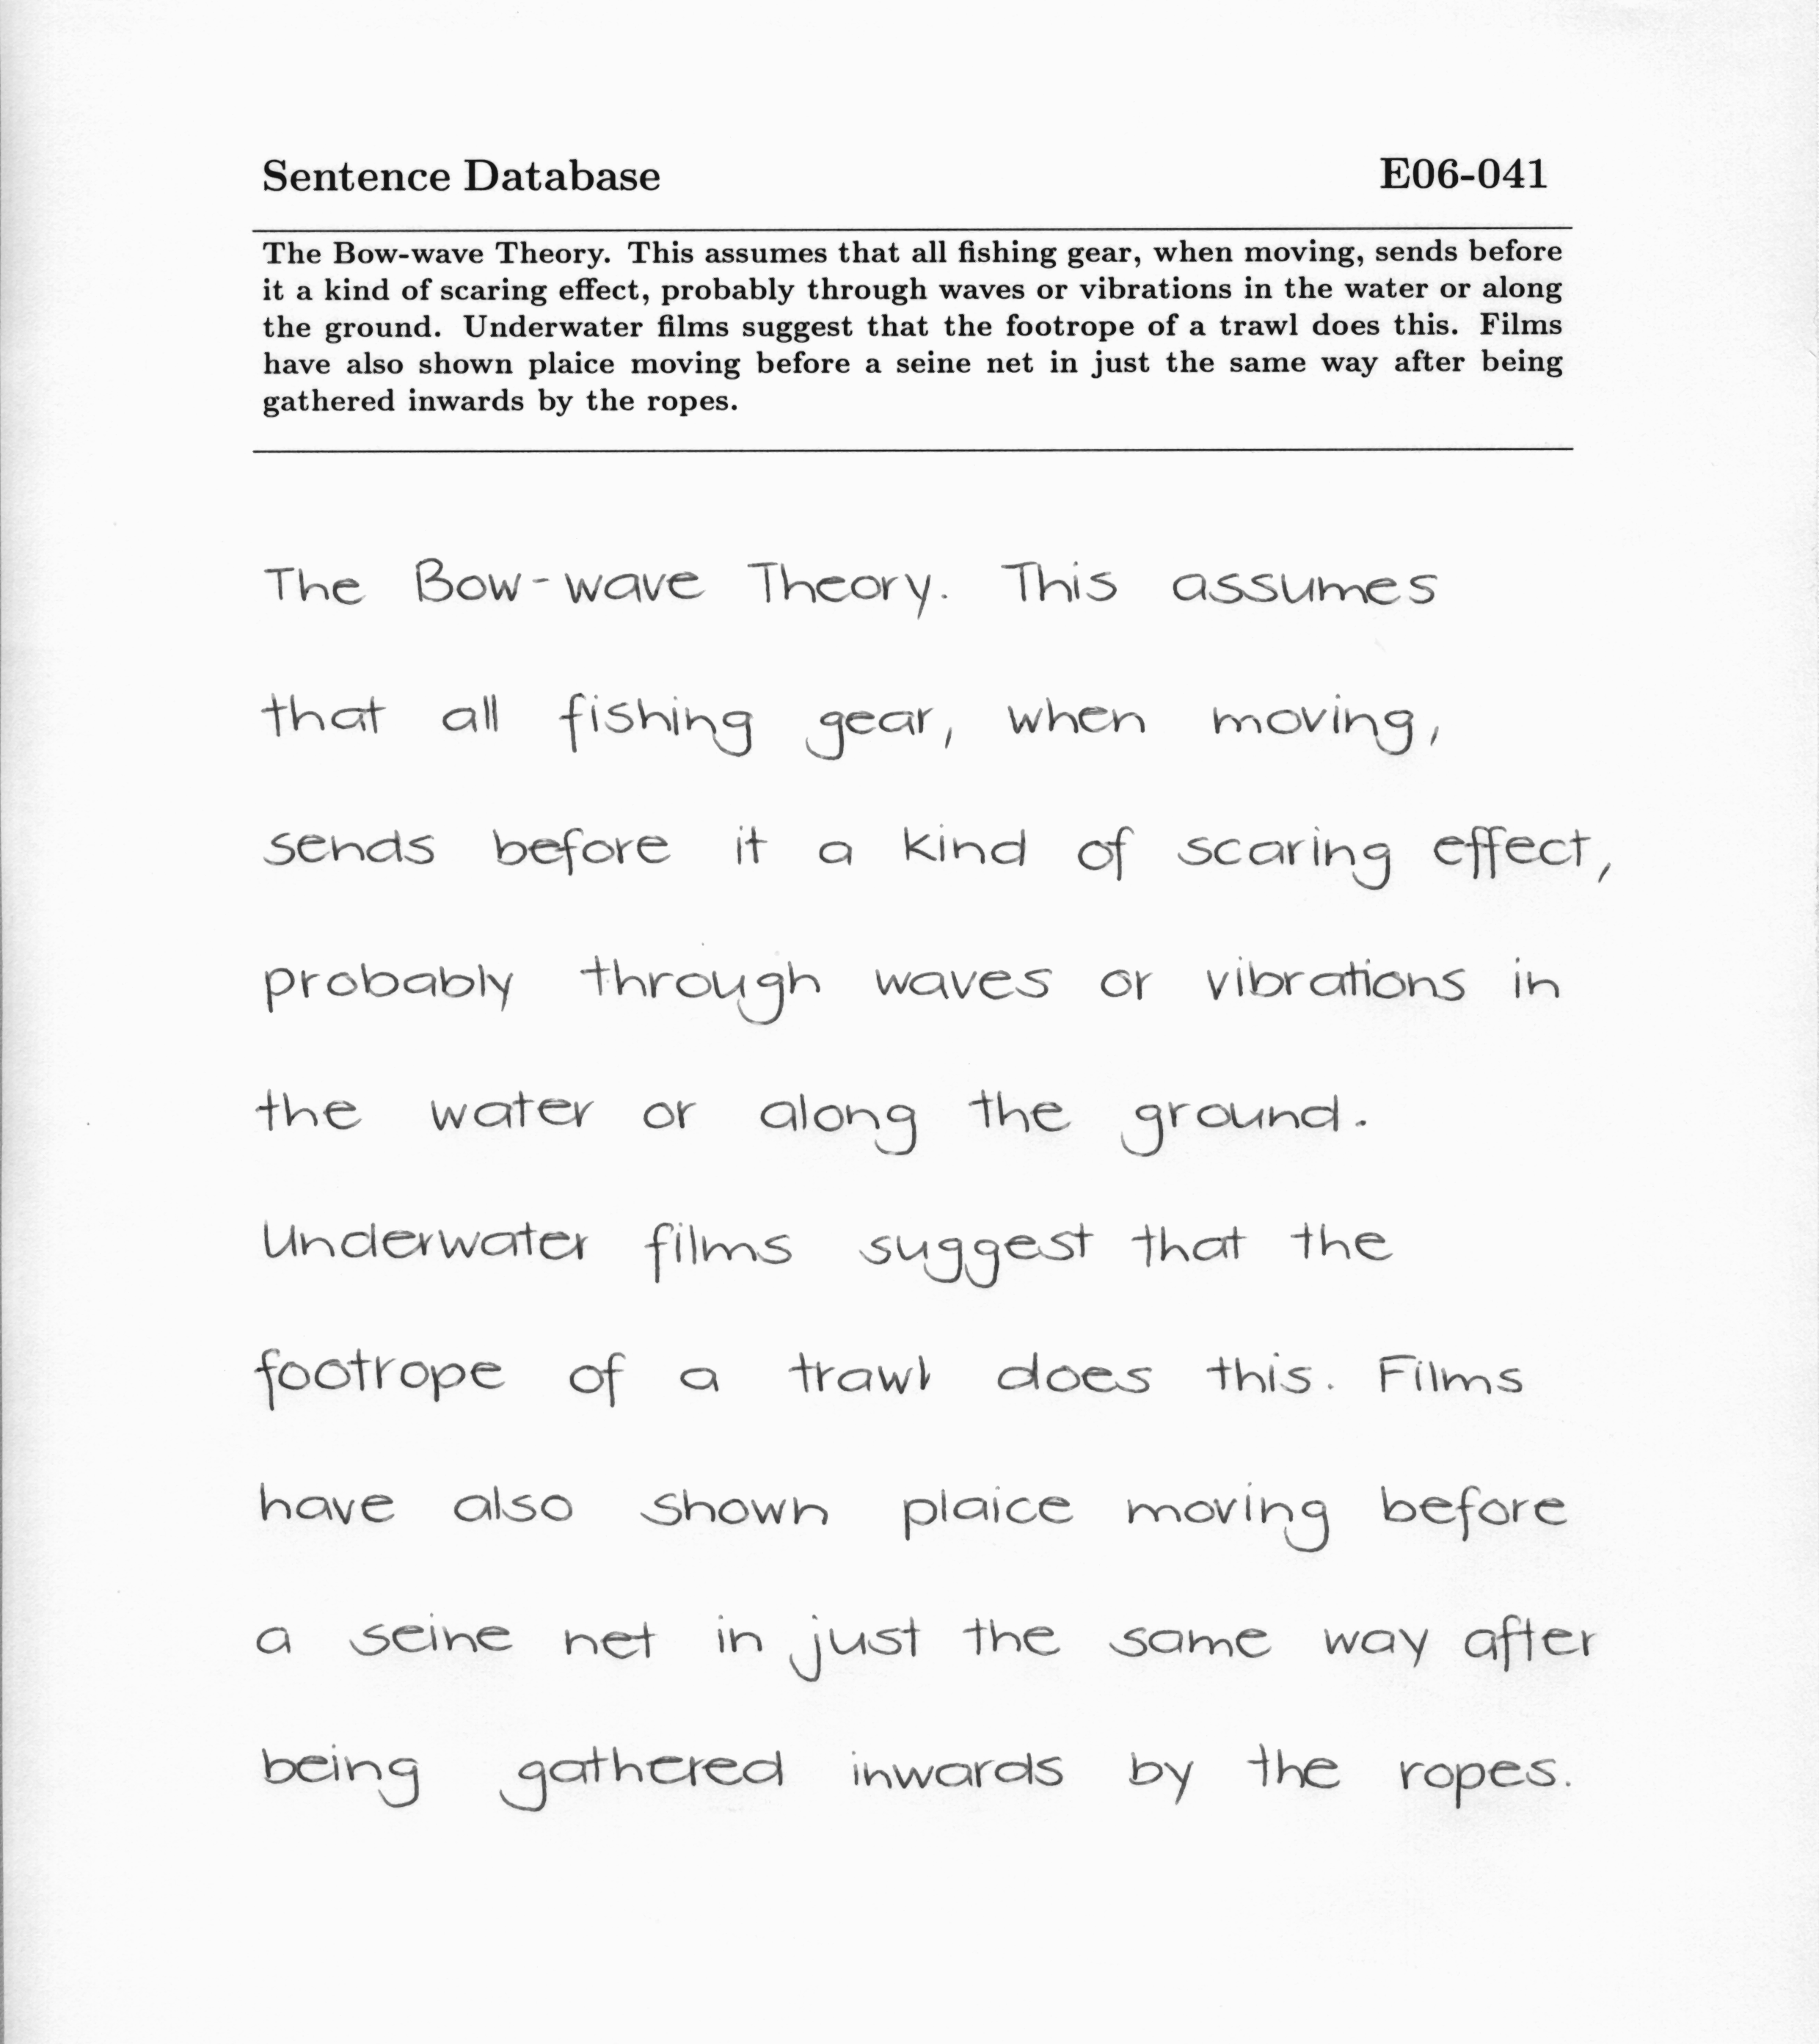 Sentence Database E06-041
The Bow-wave Theory. This assumes that all fishing gear, when moving, sends before
it a kind of scaring effect, probably through waves or vibrations in the water or along
the ground. Underwater films suggest that the footrope of a trawl does this. Films
have also shown plaice moving before a seine net in just the same way after being
gathered inwards by the ropes.
The Bow-wave Theory. This assumes
that all fishing gear, when moving,
sends before it a kind of scaring effect,
probably through waves or vibrations in
the water or along the ground.
Underwater films suggest that the
footrope of a trawl does this. Films
have also shown plaice moving before
a seine net in just the same way after
being gathered inwards by the ropes.